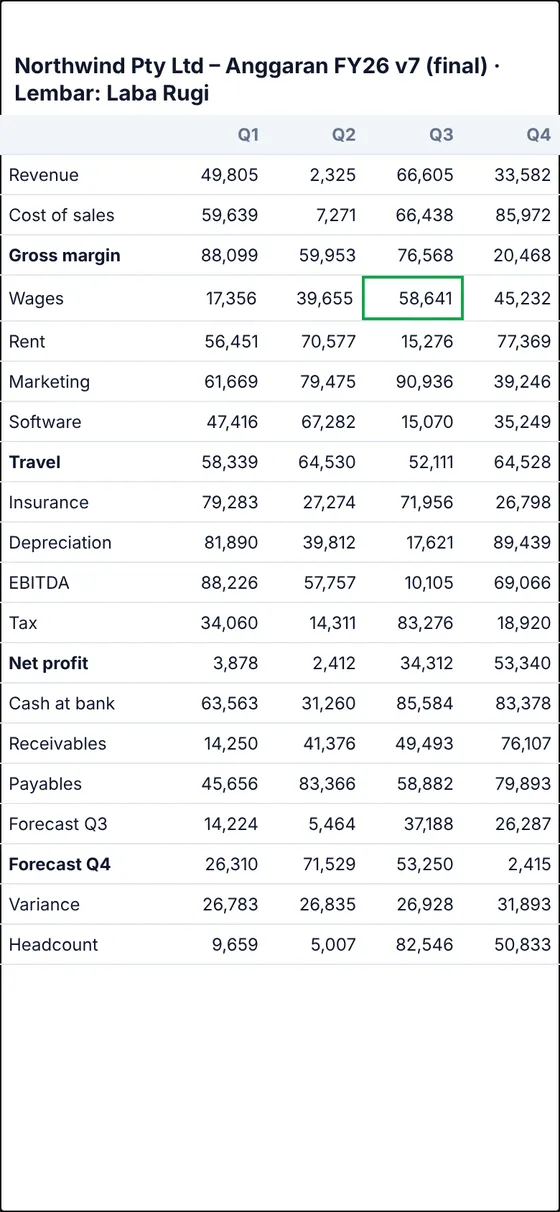 Northwind Pty Ltd – Anggaran FY26 v7 (final) ·
Lembar: Laba Rugi
Q1 Q2 Q3 Q4
Revenue 49,805 2,325 66,605 33,582
Cost of sales 59,639 7,271 66,438 85,972
Gross margin 88,099 59,953 76,568 20,468
Wages 17,356 39,655 58,641 45,232
Rent 56,451 70,577 15,276 77,369
Marketing 61,669 79,475 90,936 39,246
Software 47,416 67,282 15,070 35,249
Travel 58,339 64,530 52,111 64,528
Insurance 79,283 27,274 71,956 26,798
Depreciation 81,890 39,812 17,621 89,439
EBITDA 88,226 57,757 10,105 69,066
Tax 34,060 14,311 83,276 18,920
Net profit 3,878 2,412 34,312 53,340
Cash at bank 63,563 31,260 85,584 83,378
Receivables 14,250 41,376 49,493 76,107
Payables 45,656 83,366 58,882 79,893
Forecast Q3 14,224 5,464 37,188 26,287
Forecast Q4 26,310 71,529 53,250 2,415
Variance 26,783 26,835 26,928 31,893
Headcount 9,659 5,007 82,546 50,833